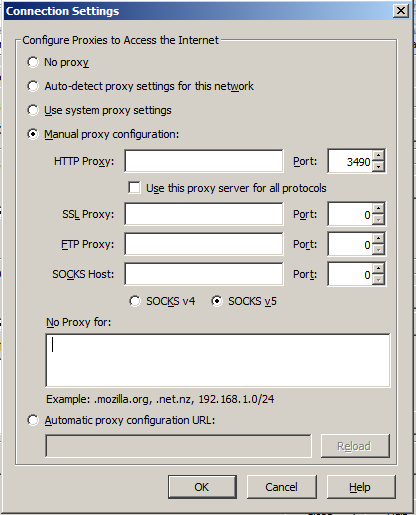 Connection Settings
Configure Proxies to Access the Internet
No proxy
Auto-detect proxy settings for this network
Use system proxy settings
Manual proxy configuration:
HTTP Proxy: Port: 3490
Use this proxy server for all protocols
SSL Proxy: Port: 0
FTP Proxy: Port: 0
SOCKS Host: Port: 0
SOCKS v4 SOCKS v5
No Proxy for:
Example: .mozilla.org, .net.nz, 192.168.1.0/24
Automatic proxy configuration URL:
Reload
OK Cancel Help